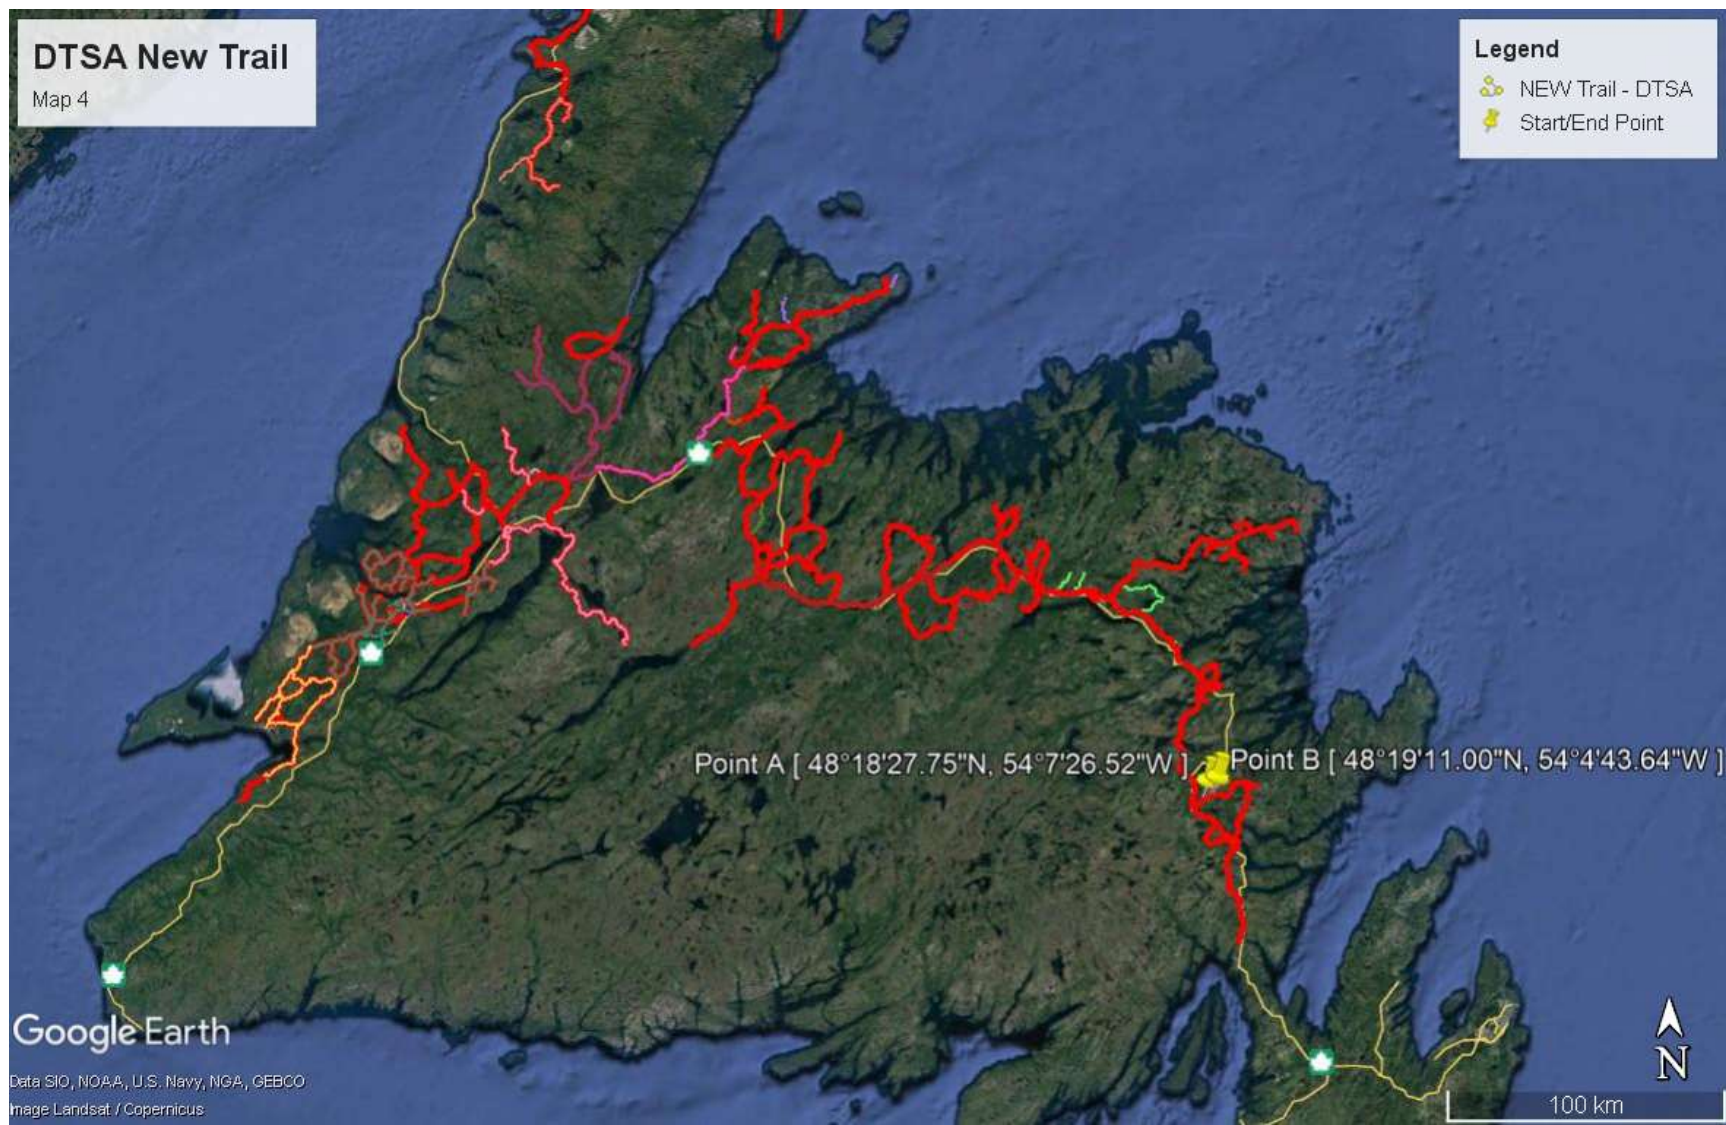 DTSA New Trail
Map 4
Legend
NEW Trail - DTSA
Start/End Point
Point A [ 48°18'27.75"N, 54°7'26.52"W ]
Point B [ 48°19'11.00"N, 54°4'43.64"W ]
Google Earth
Data SIO, NOAA, U.S. Navy, NGA, GEBCO
Image Landsat / Copernicus
N
100 km